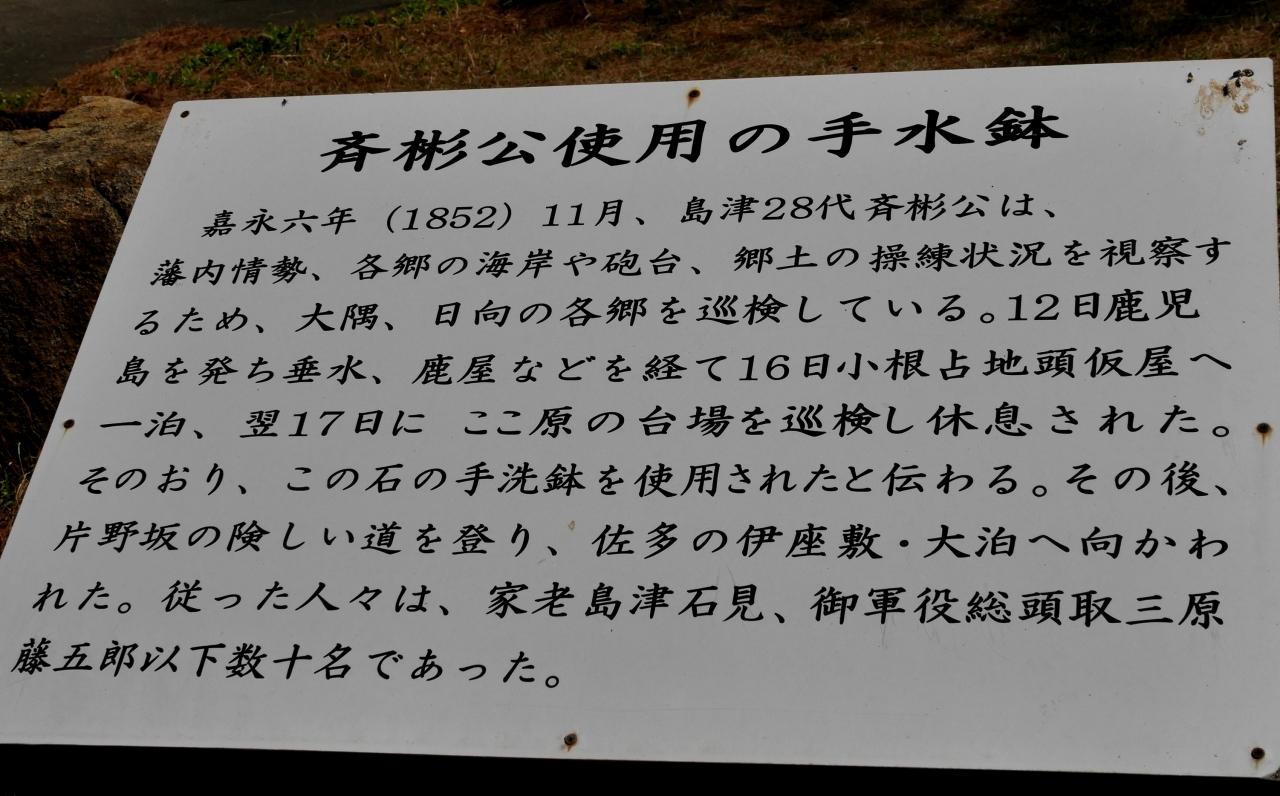 斉彬公使用の手水鉢
嘉永六年（1852）11月、島津28代斉彬公は、
藩内情勢、各郷の海岸や砲台、郷土の操練状況を視察す
るため、大隅、日向の各郷を巡検している。12日鹿児
島を発ち垂水、鹿屋などを経て16日小根占地頭仮屋へ
一泊、翌17日に ここ原の台場を巡検し休息された。
そのおり、この石の手洗鉢を使用されたと伝わる。その後、
片野坂の険しい道を登り、佐多の伊座敷・大泊へ向かわ
れた。従った人々は、家老島津石見、御軍役総頭取三原
藤五郎以下数十名であった。